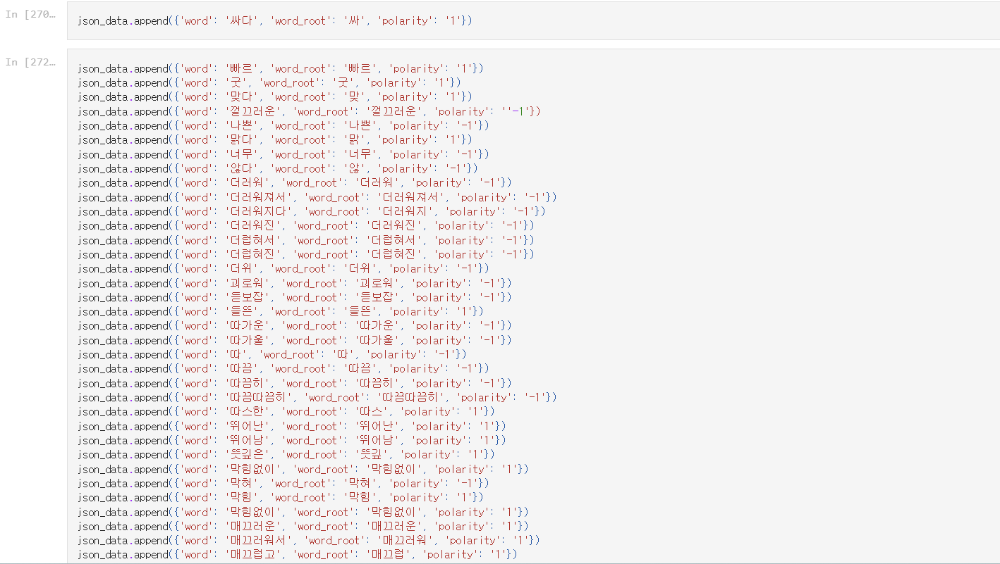 In [270…
json_data.append({'word': '싸다', 'word_root': '싸', 'polarity': '1'})
In [272…
json_data.append({'word': '빠르', 'word_root': '빠르', 'polarity': '1'})
json_data.append({'word': '굿', 'word_root': '굿', 'polarity': '1'})
json_data.append({'word': '맞다', 'word_root': '맞', 'polarity': '1'})
json_data.append({'word': '껄끄러운', 'word_root': '껄끄러운', 'polarity': ''-1'})
json_data.append({'word': '나쁜', 'word_root': '나쁜', 'polarity': '-1'})
json_data.append({'word': '맑다', 'word_root': '맑', 'polarity': '1'})
json_data.append({'word': '너무', 'word_root': '너무', 'polarity': '-1'})
json_data.append({'word': '않다', 'word_root': '않', 'polarity': '-1'})
json_data.append({'word': '더러워', 'word_root': '더러워', 'polarity': '-1'})
json_data.append({'word': '더러워져서', 'word_root': '더러워져서', 'polarity': '-1'})
json_data.append({'word': '더러워지다', 'word_root': '더러워지', 'polarity': '-1'})
json_data.append({'word': '더러워진', 'word_root': '더러워진', 'polarity': '-1'})
json_data.append({'word': '더럽혀서', 'word_root': '더럽혀서', 'polarity': '-1'})
json_data.append({'word': '더럽혀진', 'word_root': '더럽혀진', 'polarity': '-1'})
json_data.append({'word': '더위', 'word_root': '더위', 'polarity': '-1'})
json_data.append({'word': '괴로워', 'word_root': '괴로워', 'polarity': '-1'})
json_data.append({'word': '듣보잡', 'word_root': '듣보잡', 'polarity': '-1'})
json_data.append({'word': '들뜬', 'word_root': '들뜬', 'polarity': '1'})
json_data.append({'word': '따가운', 'word_root': '따가운', 'polarity': '-1'})
json_data.append({'word': '따가울', 'word_root': '따가울', 'polarity': '-1'})
json_data.append({'word': '따', 'word_root': '따', 'polarity': '-1'})
json_data.append({'word': '따끔', 'word_root': '따끔', 'polarity': '-1'})
json_data.append({'word': '따끔히', 'word_root': '따끔히', 'polarity': '-1'})
json_data.append({'word': '따끔따끔히', 'word_root': '따끔따끔히', 'polarity': '-1'})
json_data.append({'word': '따스한', 'word_root': '따스', 'polarity': '1'})
json_data.append({'word': '뛰어난', 'word_root': '뛰어난', 'polarity': '1'})
json_data.append({'word': '뛰어남', 'word_root': '뛰어남', 'polarity': '1'})
json_data.append({'word': '뜻깊은', 'word_root': '뜻깊', 'polarity': '1'})
json_data.append({'word': '막힘없이', 'word_root': '막힘없이', 'polarity': '1'})
json_data.append({'word': '막혀', 'word_root': '막혀', 'polarity': '-1'})
json_data.append({'word': '막힘', 'word_root': '막힘', 'polarity': '1'})
json_data.append({'word': '막힘없이', 'word_root': '막힘없이', 'polarity': '1'})
json_data.append({'word': '매끄러운', 'word_root': '매끄러운', 'polarity': '1'})
json_data.append({'word': '매끄러워서', 'word_root': '매끄러워', 'polarity': '1'})
json_data.append({'word': '매끄럽고', 'word_root': '매끄럽', 'polarity': '1'})